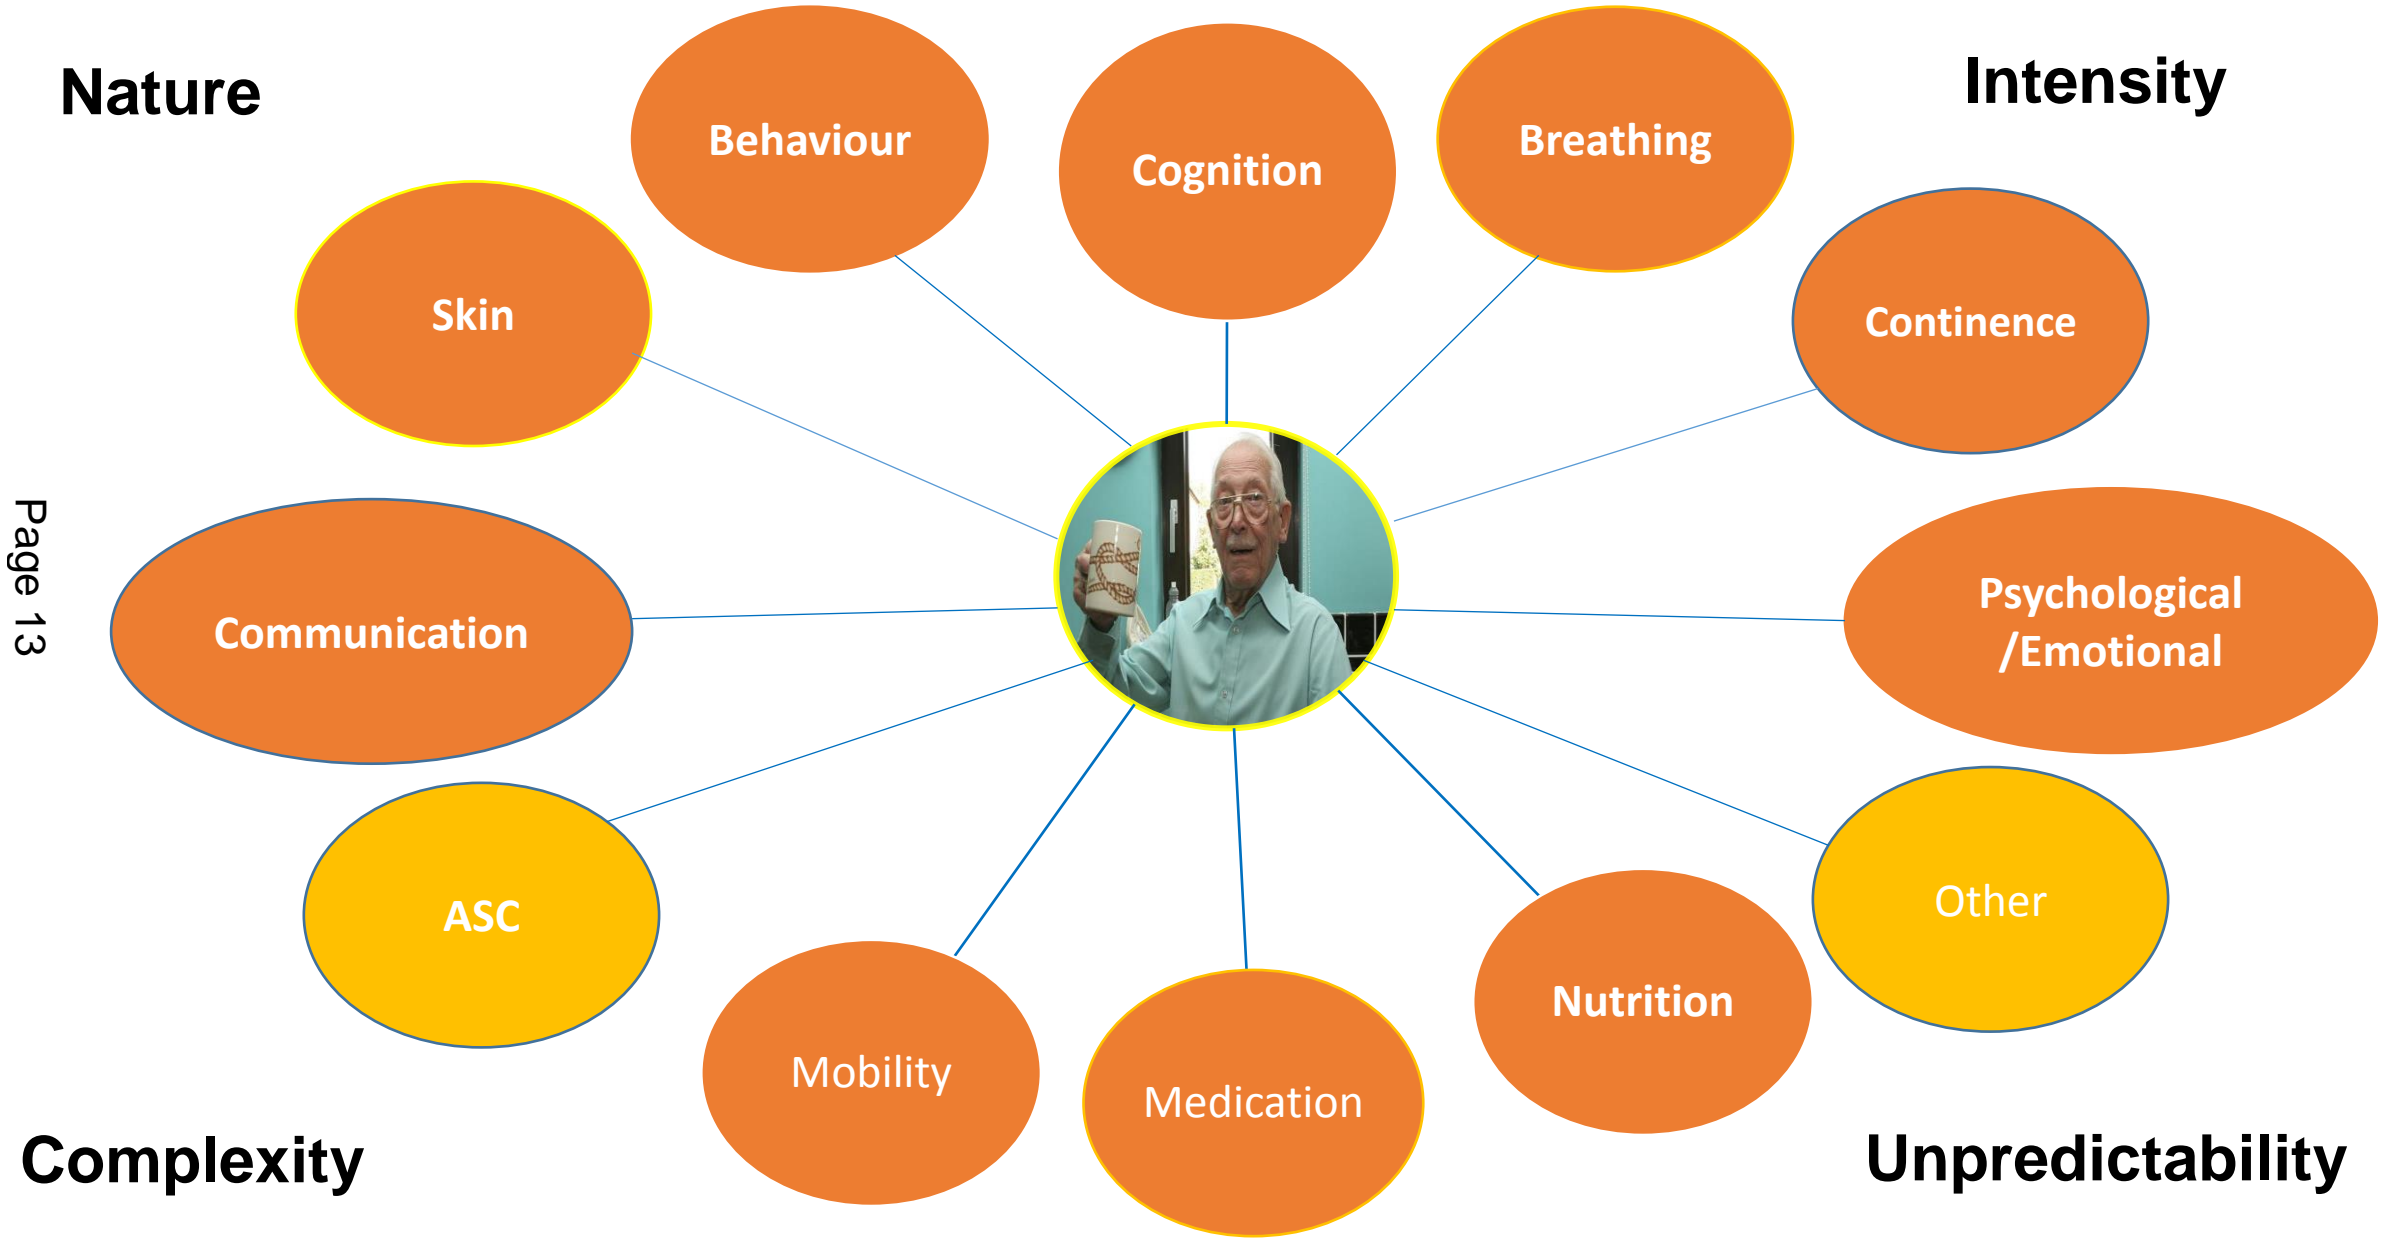 Nature
Intensity
Behaviour
Cognition
Breathing
Skin
Continence
Communication
Psychological
/Emotional
ASC
Other
Mobility
Medication
Nutrition
Complexity
Unpredictability
Page 13